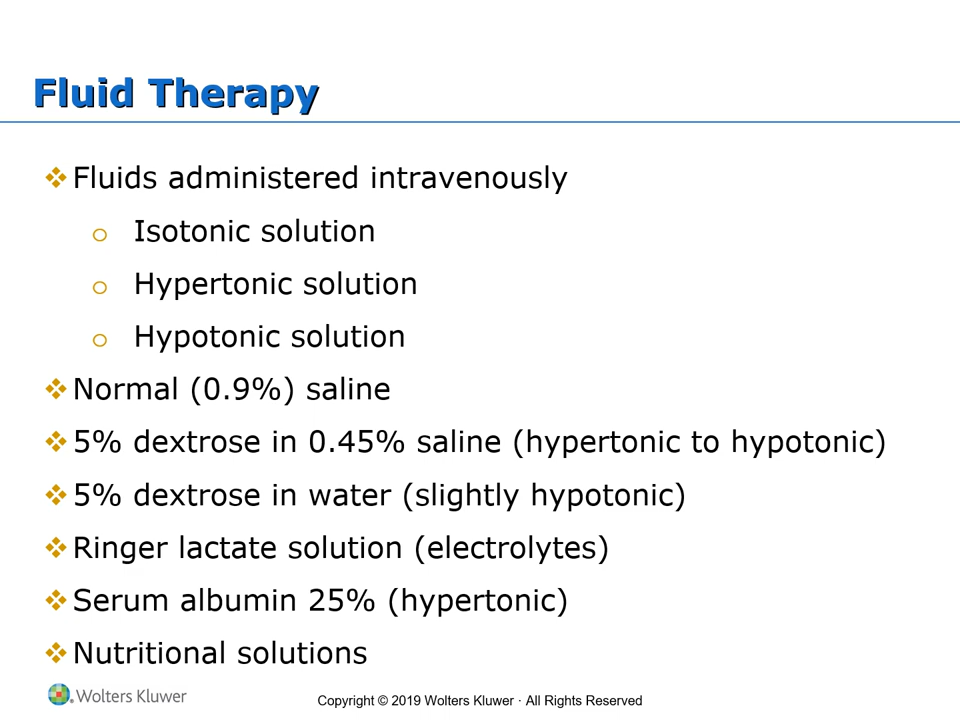 Fluid Therapy
Fluids administered intravenously
Isotonic solution
Hypertonic solution
Hypotonic solution
Normal (0.9%) saline
5% dextrose in 0.45% saline (hypertonic to hypotonic)
5% dextrose in water (slightly hypotonic)
Ringer lactate solution (electrolytes)
Serum albumin 25% (hypertonic)
Nutritional solutions
Wolters Kluwer
Copyright © 2019 Wolters Kluwer · All Rights Reserved